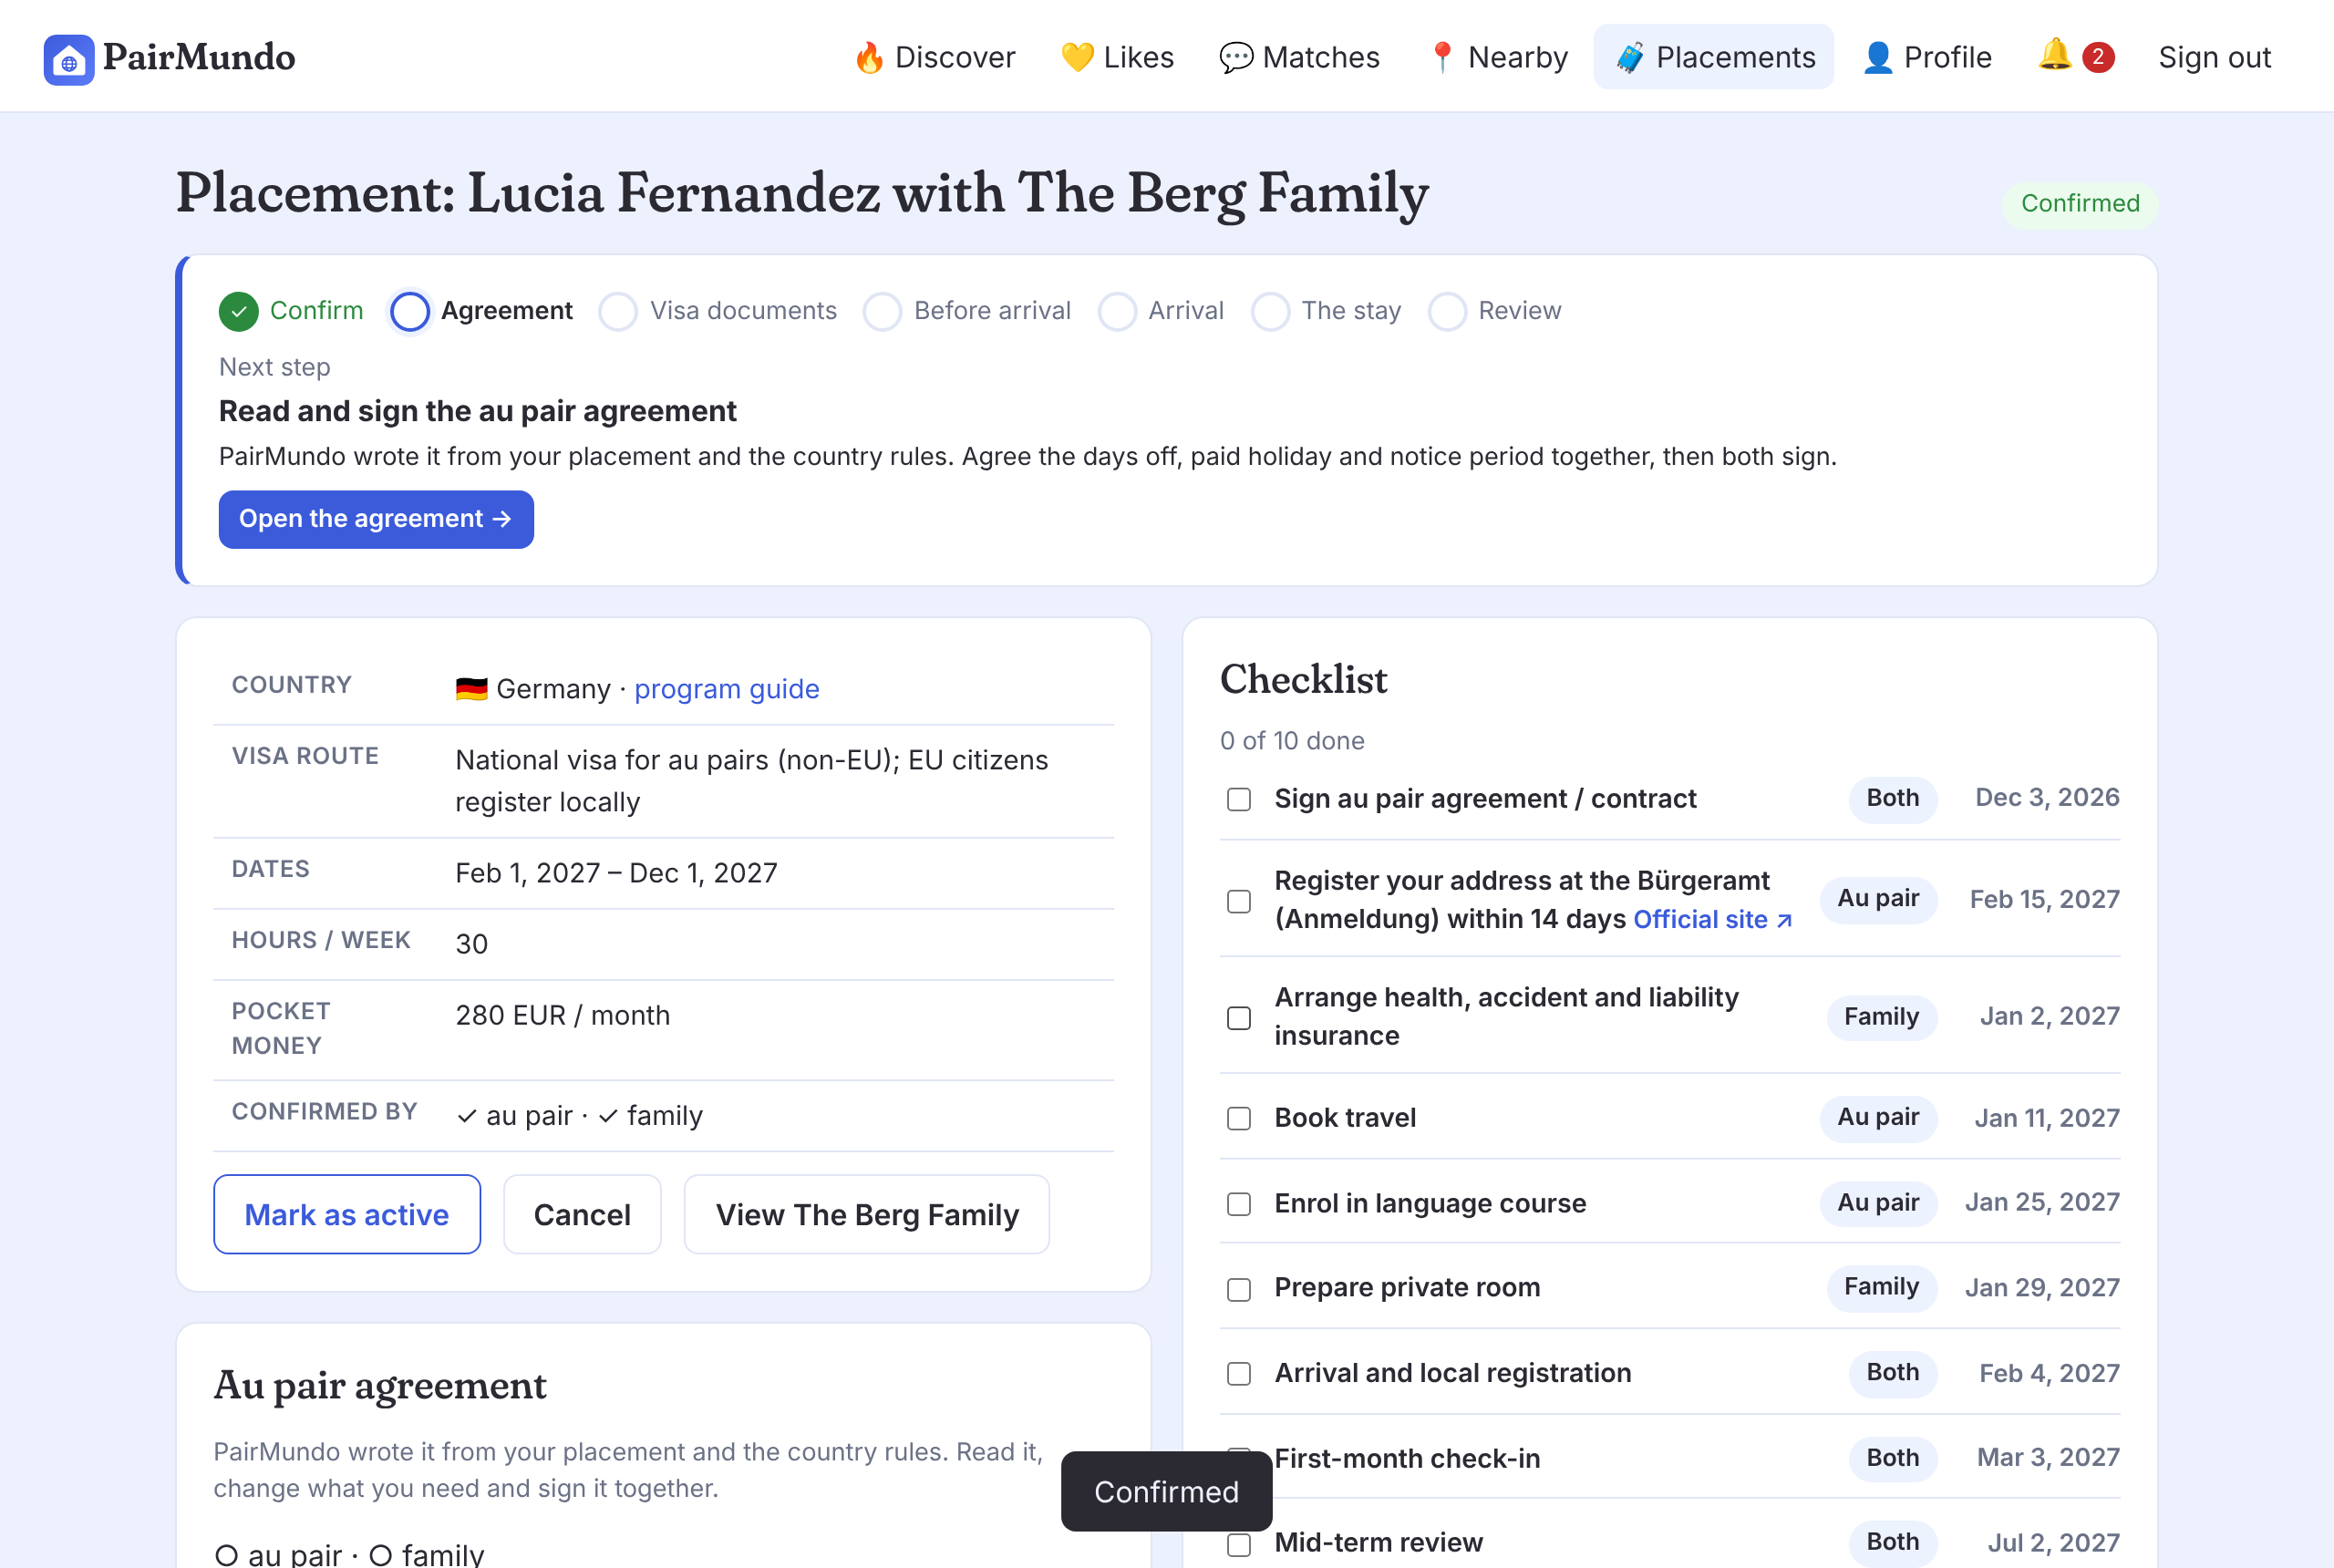 PairMundo
🔥 Discover
💛 Likes
💬 Matches
📍 Nearby
🧳 Placements
👤 Profile
🔔 2
Sign out
Placement: Lucia Fernandez with The Berg Family
Confirmed
✓ Confirm
Agreement
Visa documents
Before arrival
Arrival
The stay
Review
Next step
Read and sign the au pair agreement
PairMundo wrote it from your placement and the country rules. Agree the days off, paid holiday and notice period together, then both sign.
Open the agreement →
COUNTRY
🇩🇪 Germany · program guide
VISA ROUTE
National visa for au pairs (non-EU); EU citizens
register locally
DATES
Feb 1, 2027 – Dec 1, 2027
HOURS / WEEK
30
POCKET
MONEY
280 EUR / month
CONFIRMED BY
✓ au pair · ✓ family
Mark as active
Cancel
View The Berg Family
Au pair agreement
PairMundo wrote it from your placement and the country rules. Read it,
change what you need and sign it together.
○ au pair · ○ family
Checklist
0 of 10 done
Sign au pair agreement / contract
Both
Dec 3, 2026
Register your address at the Bürgeramt
(Anmeldung) within 14 days Official site ↗
Au pair
Feb 15, 2027
Arrange health, accident and liability
insurance
Family
Jan 2, 2027
Book travel
Au pair
Jan 11, 2027
Enrol in language course
Au pair
Jan 25, 2027
Prepare private room
Family
Jan 29, 2027
Arrival and local registration
Both
Feb 4, 2027
First-month check-in
Both
Mar 3, 2027
Mid-term review
Both
Jul 2, 2027
Confirmed